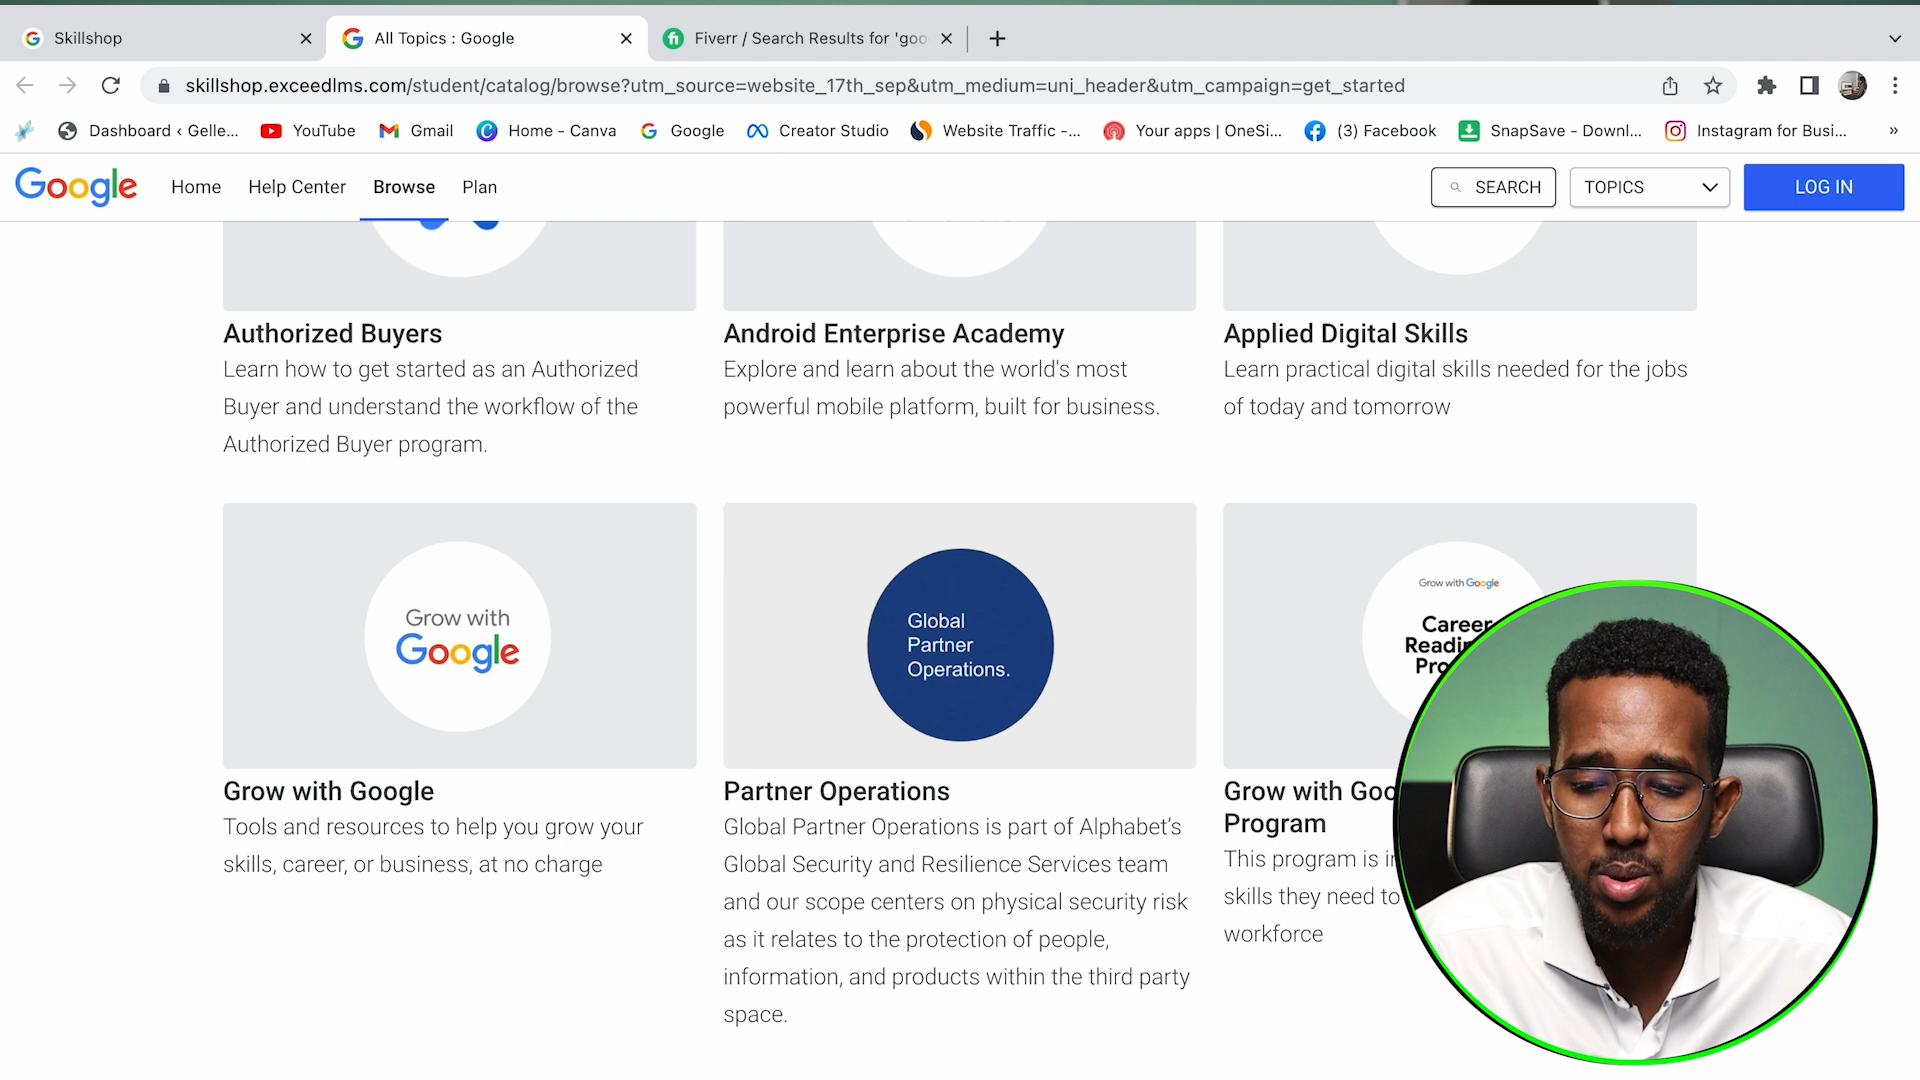 Skillshop
All Topics : Google
Fiverr / Search Results for 'goo
skillshop.exceedlms.com/student/catalog/browse?utm_source=website_17th_sep&utm_medium=uni_header&utm_campaign=get_started
Dashboard ‹ Gelle...
YouTube
Gmail
Home - Canva
Google
Creator Studio
Website Traffic -...
Your apps | OneSi...
(3) Facebook
SnapSave - Downl...
Instagram for Busi...
»
Google
Home
Help Center
Browse
Plan
SEARCH
TOPICS
LOG IN
Authorized Buyers
Learn how to get started as an Authorized
Buyer and understand the workflow of the
Authorized Buyer program.
Android Enterprise Academy
Explore and learn about the world's most
powerful mobile platform, built for business.
Applied Digital Skills
Learn practical digital skills needed for the jobs
of today and tomorrow
Grow with
Google
Grow with Google
Tools and resources to help you grow your
skills, career, or business, at no charge
Global
Partner
Operations.
Partner Operations
Global Partner Operations is part of Alphabet’s
Global Security and Resilience Services team
and our scope centers on physical security risk
as it relates to the protection of people,
information, and products within the third party
space.
Grow with Google
Career
Grow with
Program
This program is
skills they need to
workforce